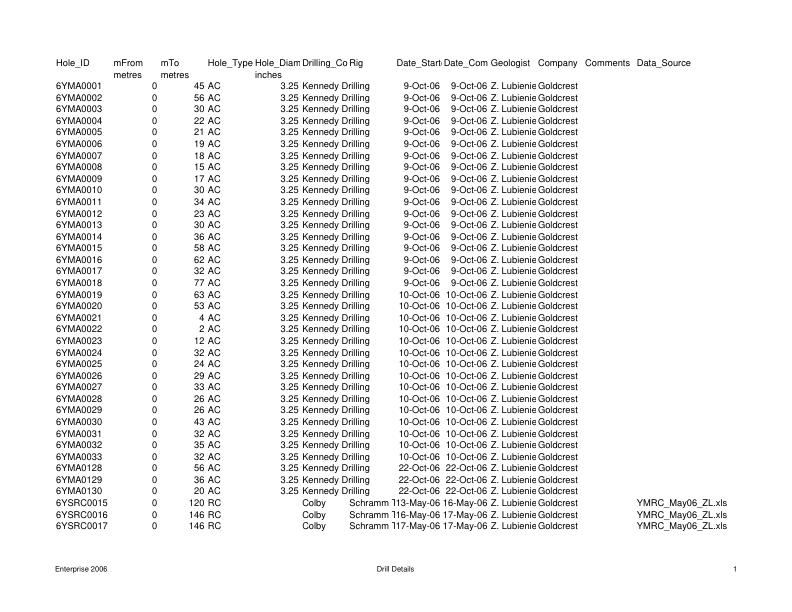 Hole_ID mFrom mTo Hole_Type Hole_Diam Drilling_Co Rig Date_Start Date_Com Geologist Company Comments Data_Source
metres metres inches
6YMA0001 0 45 AC 3.25 Kennedy Drilling 9-Oct-06 9-Oct-06 Z. Lubienie Goldcrest
6YMA0002 0 56 AC 3.25 Kennedy Drilling 9-Oct-06 9-Oct-06 Z. Lubienie Goldcrest
6YMA0003 0 30 AC 3.25 Kennedy Drilling 9-Oct-06 9-Oct-06 Z. Lubienie Goldcrest
6YMA0004 0 22 AC 3.25 Kennedy Drilling 9-Oct-06 9-Oct-06 Z. Lubienie Goldcrest
6YMA0005 0 21 AC 3.25 Kennedy Drilling 9-Oct-06 9-Oct-06 Z. Lubienie Goldcrest
6YMA0006 0 19 AC 3.25 Kennedy Drilling 9-Oct-06 9-Oct-06 Z. Lubienie Goldcrest
6YMA0007 0 18 AC 3.25 Kennedy Drilling 9-Oct-06 9-Oct-06 Z. Lubienie Goldcrest
6YMA0008 0 15 AC 3.25 Kennedy Drilling 9-Oct-06 9-Oct-06 Z. Lubienie Goldcrest
6YMA0009 0 17 AC 3.25 Kennedy Drilling 9-Oct-06 9-Oct-06 Z. Lubienie Goldcrest
6YMA0010 0 30 AC 3.25 Kennedy Drilling 9-Oct-06 9-Oct-06 Z. Lubienie Goldcrest
6YMA0011 0 34 AC 3.25 Kennedy Drilling 9-Oct-06 9-Oct-06 Z. Lubienie Goldcrest
6YMA0012 0 23 AC 3.25 Kennedy Drilling 9-Oct-06 9-Oct-06 Z. Lubienie Goldcrest
6YMA0013 0 30 AC 3.25 Kennedy Drilling 9-Oct-06 9-Oct-06 Z. Lubienie Goldcrest
6YMA0014 0 36 AC 3.25 Kennedy Drilling 9-Oct-06 9-Oct-06 Z. Lubienie Goldcrest
6YMA0015 0 58 AC 3.25 Kennedy Drilling 9-Oct-06 9-Oct-06 Z. Lubienie Goldcrest
6YMA0016 0 62 AC 3.25 Kennedy Drilling 9-Oct-06 9-Oct-06 Z. Lubienie Goldcrest
6YMA0017 0 32 AC 3.25 Kennedy Drilling 9-Oct-06 9-Oct-06 Z. Lubienie Goldcrest
6YMA0018 0 77 AC 3.25 Kennedy Drilling 9-Oct-06 9-Oct-06 Z. Lubienie Goldcrest
6YMA0019 0 63 AC 3.25 Kennedy Drilling 10-Oct-06 10-Oct-06 Z. Lubienie Goldcrest
6YMA0020 0 53 AC 3.25 Kennedy Drilling 10-Oct-06 10-Oct-06 Z. Lubienie Goldcrest
6YMA0021 0 4 AC 3.25 Kennedy Drilling 10-Oct-06 10-Oct-06 Z. Lubienie Goldcrest
6YMA0022 0 2 AC 3.25 Kennedy Drilling 10-Oct-06 10-Oct-06 Z. Lubienie Goldcrest
6YMA0023 0 12 AC 3.25 Kennedy Drilling 10-Oct-06 10-Oct-06 Z. Lubienie Goldcrest
6YMA0024 0 32 AC 3.25 Kennedy Drilling 10-Oct-06 10-Oct-06 Z. Lubienie Goldcrest
6YMA0025 0 24 AC 3.25 Kennedy Drilling 10-Oct-06 10-Oct-06 Z. Lubienie Goldcrest
6YMA0026 0 29 AC 3.25 Kennedy Drilling 10-Oct-06 10-Oct-06 Z. Lubienie Goldcrest
6YMA0027 0 33 AC 3.25 Kennedy Drilling 10-Oct-06 10-Oct-06 Z. Lubienie Goldcrest
6YMA0028 0 26 AC 3.25 Kennedy Drilling 10-Oct-06 10-Oct-06 Z. Lubienie Goldcrest
6YMA0029 0 26 AC 3.25 Kennedy Drilling 10-Oct-06 10-Oct-06 Z. Lubienie Goldcrest
6YMA0030 0 43 AC 3.25 Kennedy Drilling 10-Oct-06 10-Oct-06 Z. Lubienie Goldcrest
6YMA0031 0 32 AC 3.25 Kennedy Drilling 10-Oct-06 10-Oct-06 Z. Lubienie Goldcrest
6YMA0032 0 35 AC 3.25 Kennedy Drilling 10-Oct-06 10-Oct-06 Z. Lubienie Goldcrest
6YMA0033 0 32 AC 3.25 Kennedy Drilling 10-Oct-06 10-Oct-06 Z. Lubienie Goldcrest
6YMA0128 0 56 AC 3.25 Kennedy Drilling 22-Oct-06 22-Oct-06 Z. Lubienie Goldcrest
6YMA0129 0 36 AC 3.25 Kennedy Drilling 22-Oct-06 22-Oct-06 Z. Lubienie Goldcrest
6YMA0130 0 20 AC 3.25 Kennedy Drilling 22-Oct-06 22-Oct-06 Z. Lubienie Goldcrest
6YSRC0015 0 120 RC Colby Schramm 13-May-06 16-May-06 Z. Lubienie Goldcrest YMRC_May06_ZL.xls
6YSRC0016 0 146 RC Colby Schramm 16-May-06 17-May-06 Z. Lubienie Goldcrest YMRC_May06_ZL.xls
6YSRC0017 0 146 RC Colby Schramm 17-May-06 17-May-06 Z. Lubienie Goldcrest YMRC_May06_ZL.xls
Enterprise 2006 Drill Details 1